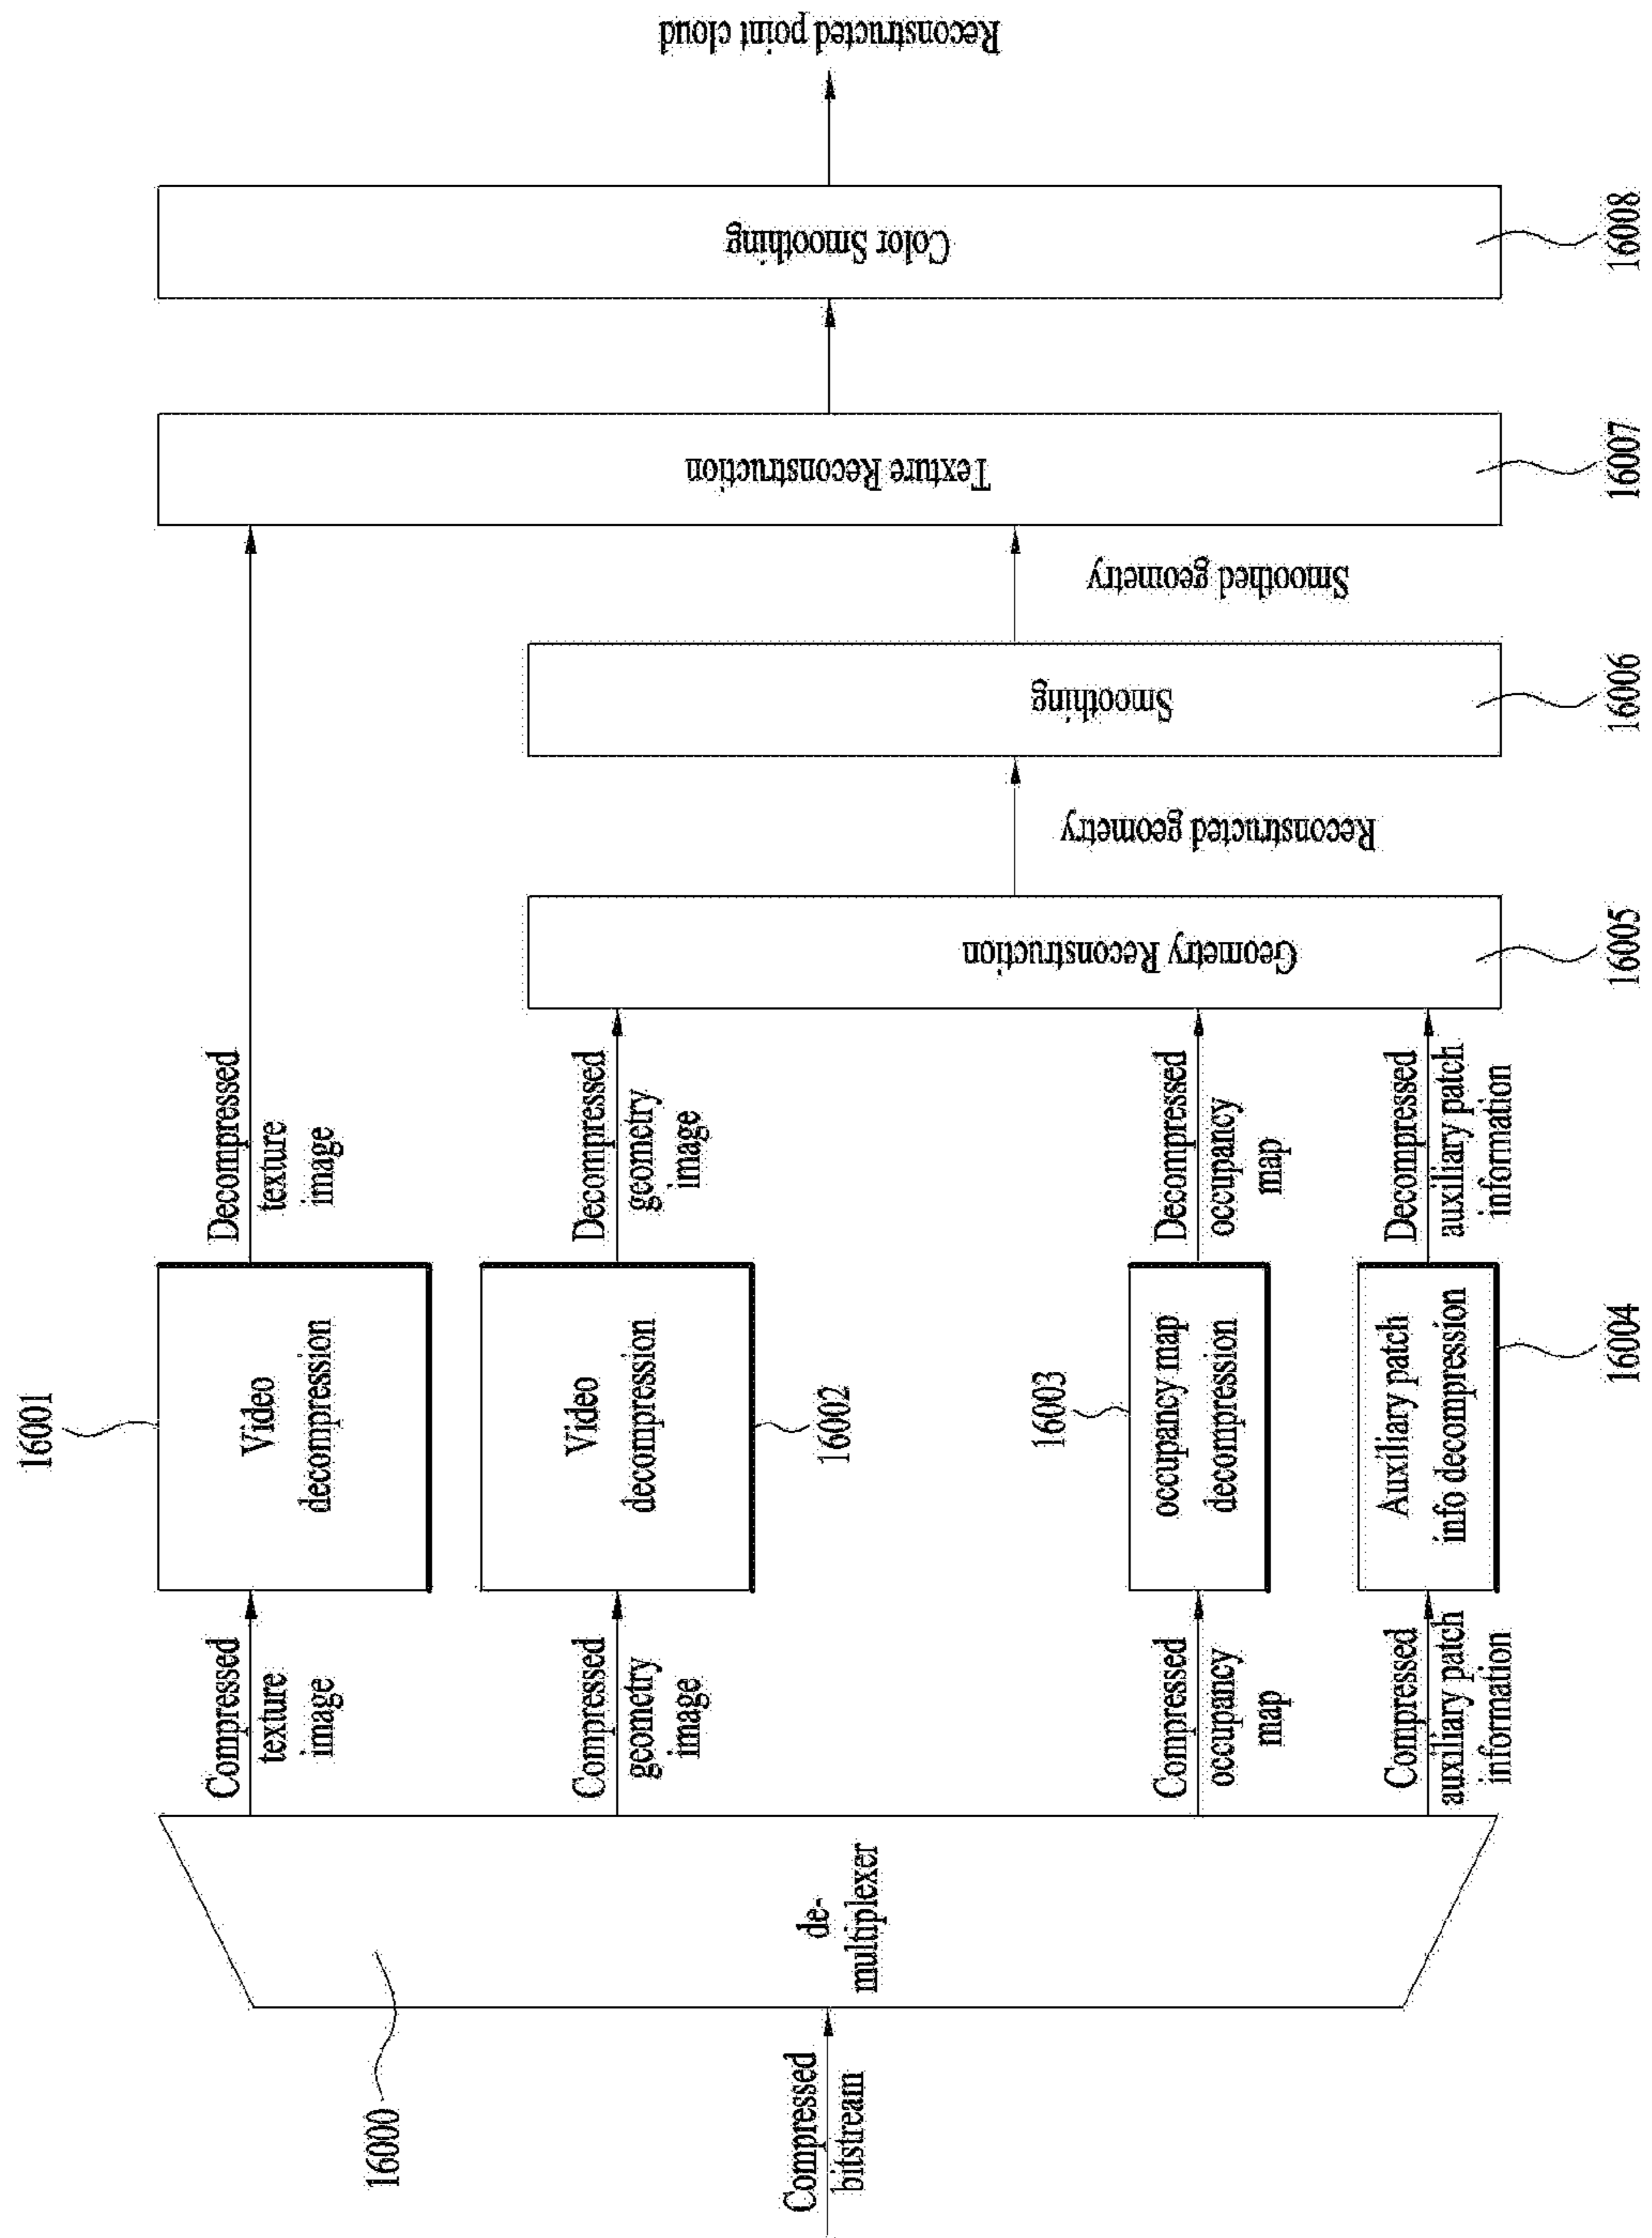 Compressed
bitstream
16000
de-
multiplexer
Compressed
texture
image
Compressed
geometry
image
Compressed
occupancy
map
Compressed
auxiliary patch
information
16001
Video
decompression
Video
decompression
16002
16003
occupancy map
decompression
Auxiliary patch
info decompression
16004
Decompressed
texture
image
Decompressed
geometry
image
Decompressed
occupancy
map
Decompressed
auxiliary patch
information
Geometry Reconstruction
16005
Reconstructed geometry
Smoothing
16006
Smoothed geometry
Texture Reconstruction
16007
Color Smoothing
16008
Reconstructed point cloud